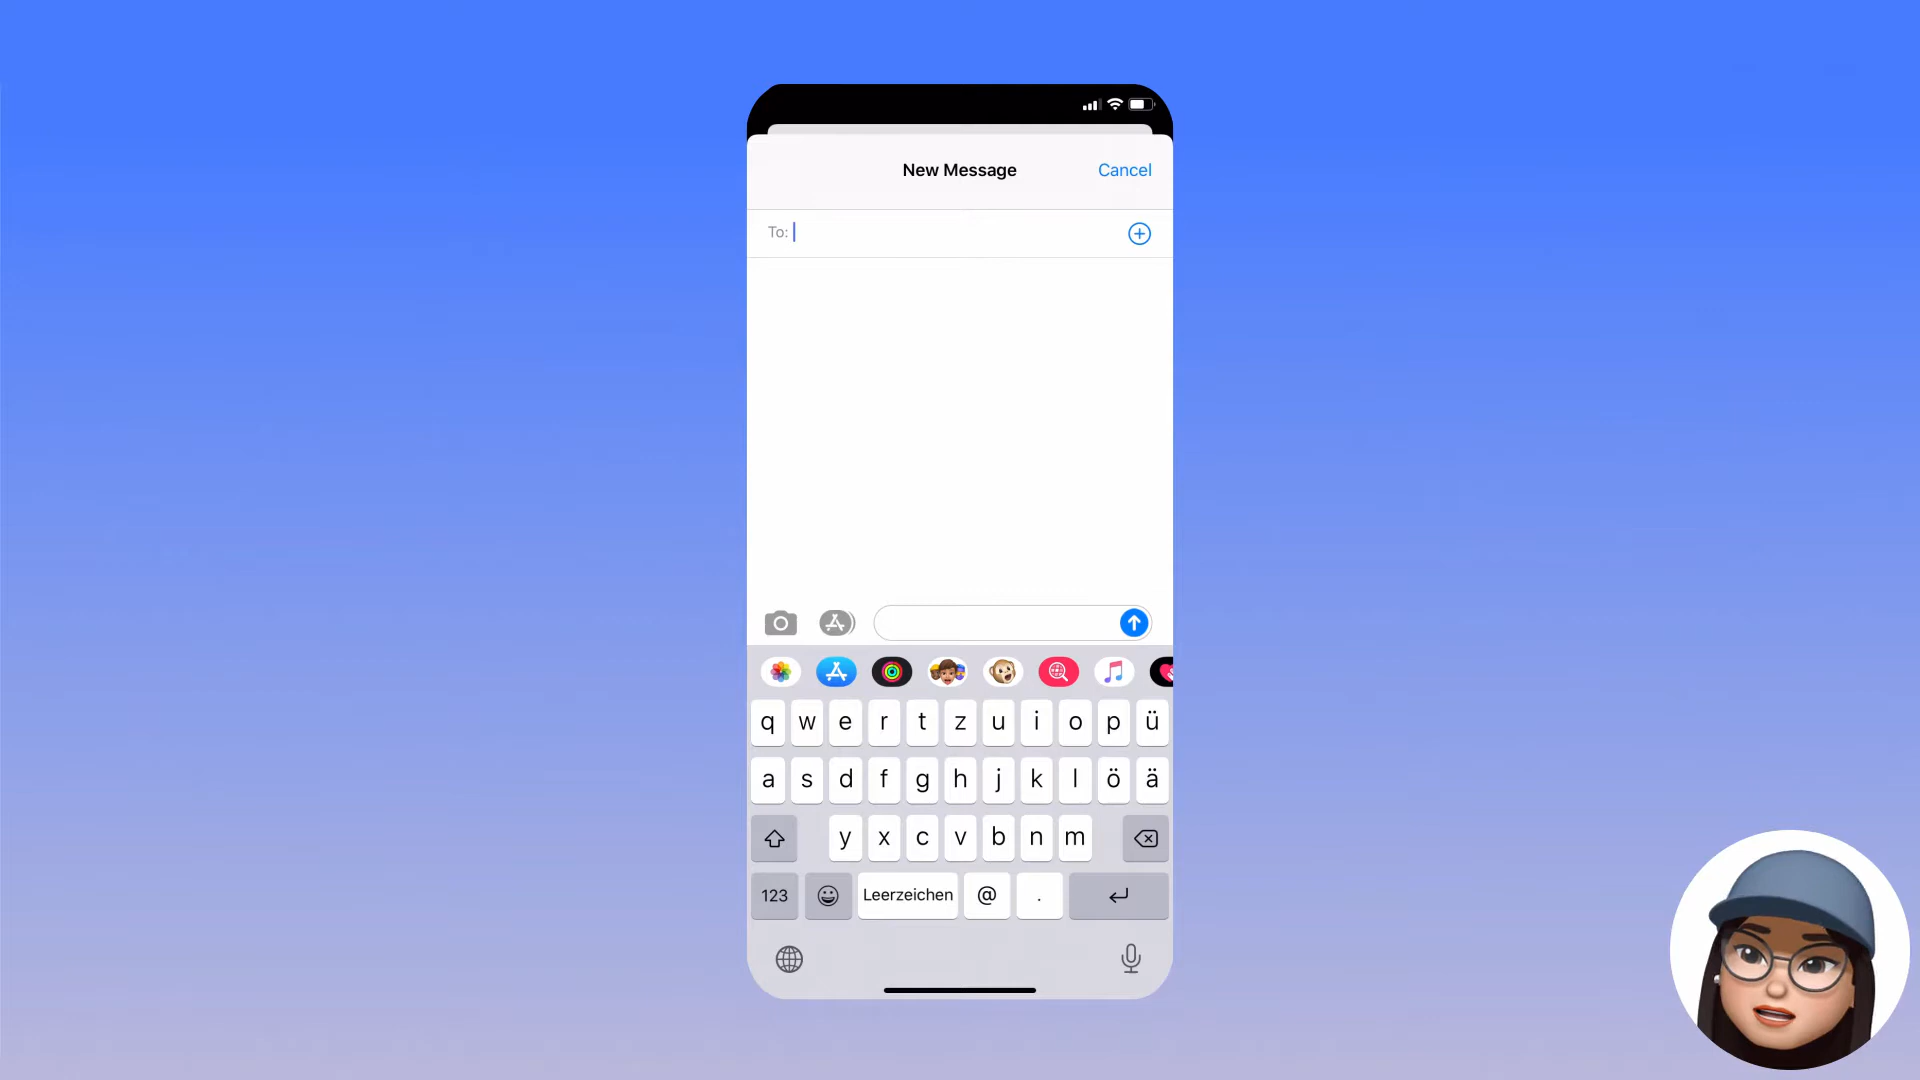 New Message Cancel
To:
q w e r t z u i o p ü
a s d f g h j k l ö ä
y x c v b n m
123 Leerzeichen @ .